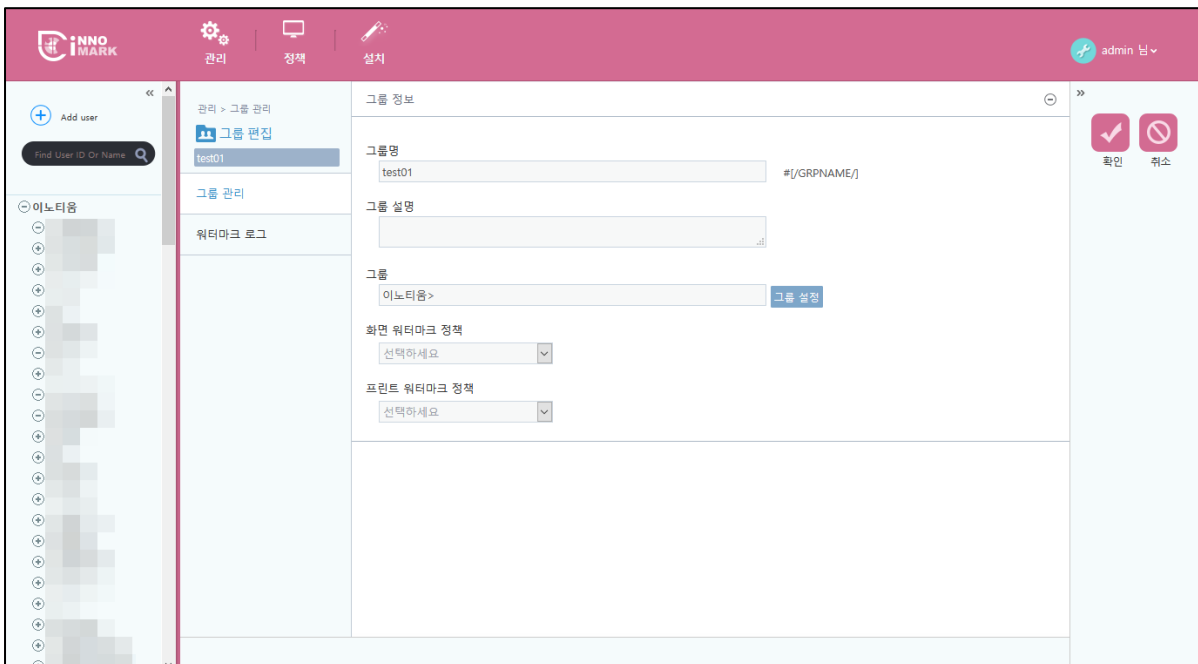 iNNO
MARK
관리
정책
설치
admin 님
Add user
Find User ID Or Name
이노티움
관리 > 그룹 관리
그룹 편집
test01
그룹 관리
워터마크 로그
그룹 정보
그룹명
test01
#[/GRPNAME/]
그룹 설명
그룹
이노티움>
그룹 설정
화면 워터마크 정책
선택하세요
프린트 워터마크 정책
선택하세요
확인
취소